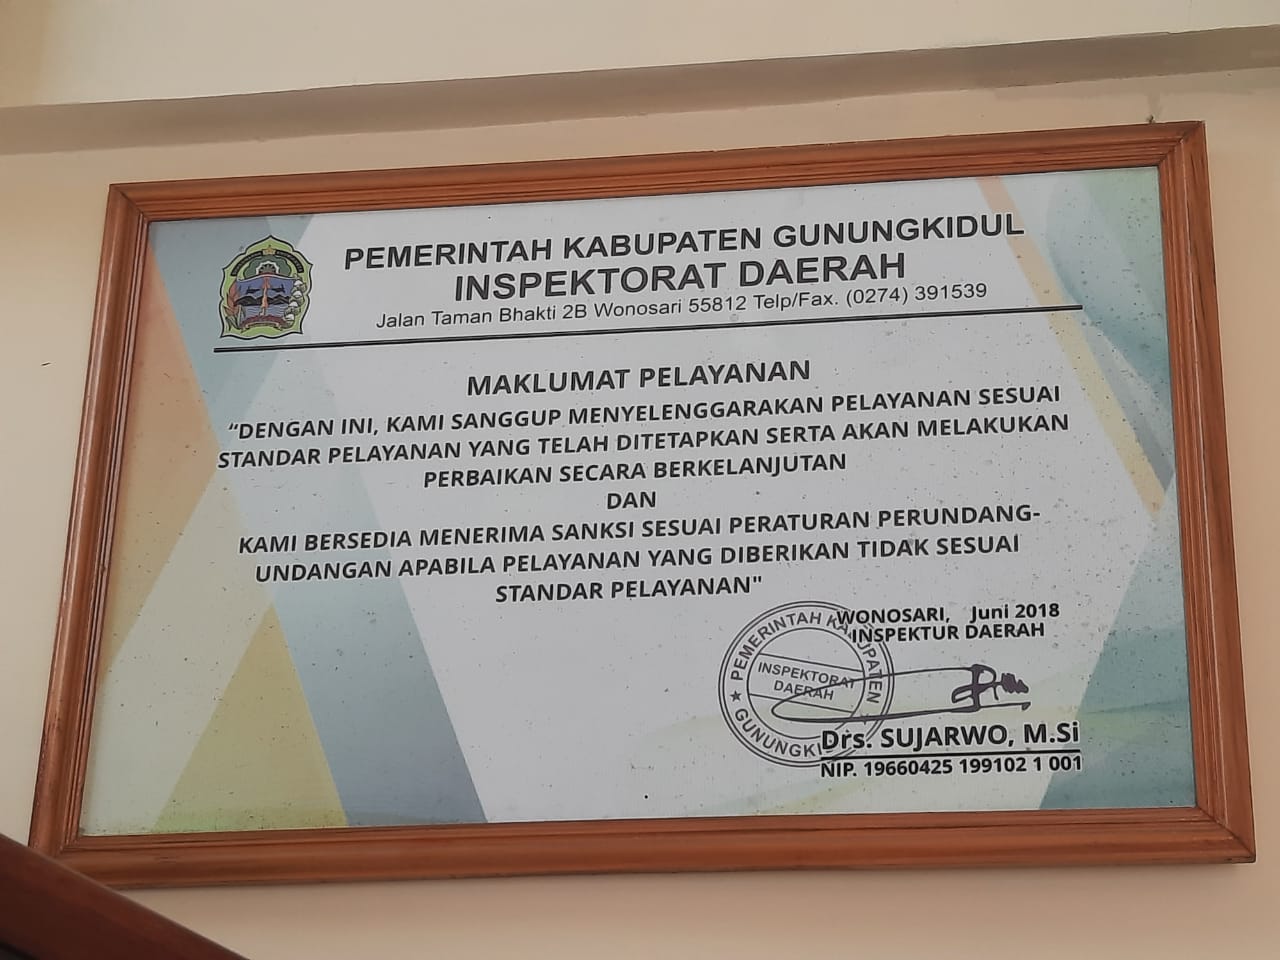 PEMERINTAH KABUPATEN GUNUNGKIDUL
INSPEKTORAT DAERAH
Jalan Taman Bhakti 2B Wonosari 55812 Telp/Fax. (0274) 391539
MAKLUMAT PELAYANAN
“DENGAN INI, KAMI SANGGUP MENYELENGGARAKAN PELAYANAN SESUAI
STANDAR PELAYANAN YANG TELAH DITETAPKAN SERTA AKAN MELAKUKAN
PERBAIKAN SECARA BERKELANJUTAN
DAN
KAMI BERSEDIA MENERIMA SANKSI SESUAI PERATURAN PERUNDANG-
UNDANGAN APABILA PELAYANAN YANG DIBERIKAN TIDAK SESUAI
STANDAR PELAYANAN"
WONOSARI, Juni 2018
INSPEKTUR DAERAH
PEMERINTAH KABUPATEN
INSPEKTORAT
DAERAH
GUNUNGKI
Drs. SUJARWO, M.Si
NIP. 19660425 199102 1 001